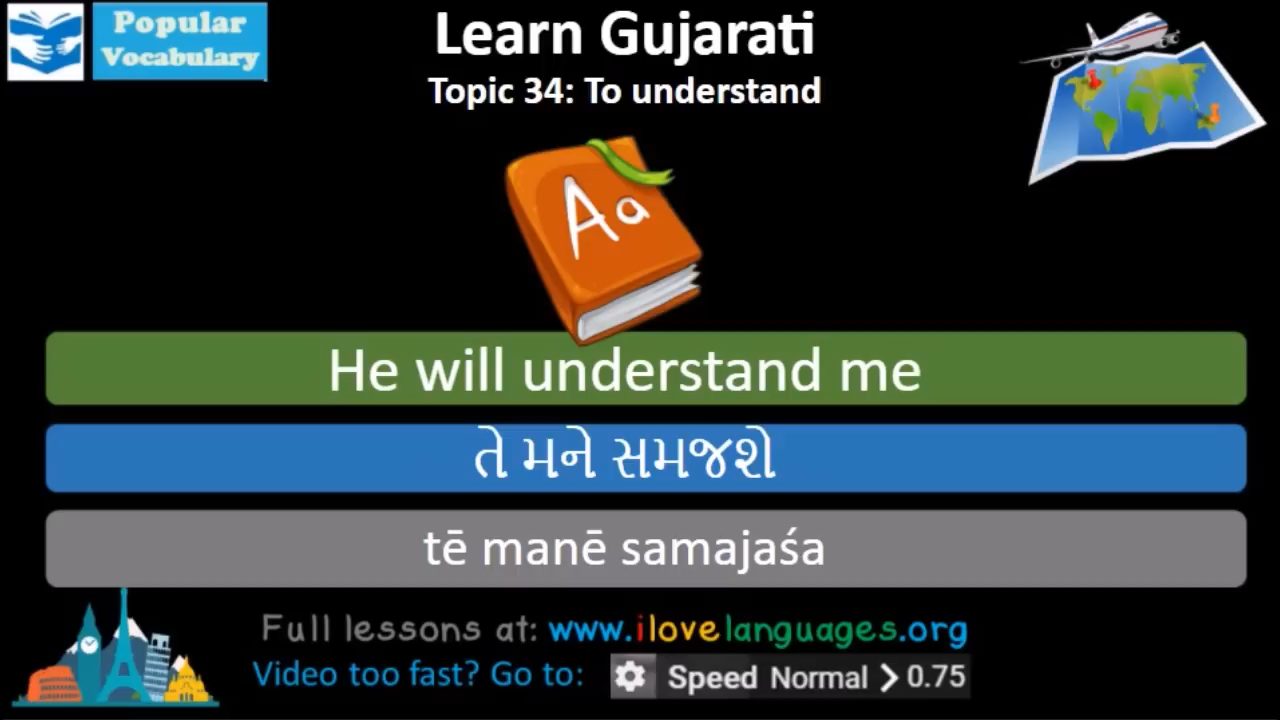 Popular
Vocabulary
Learn Gujarati
Topic 34: To understand
Aa
He will understand me
તે મને સમજશે
tē manē samajaśa
Full lessons at: www.ilovelanguages.org
Video too fast? Go to: Speed Normal > 0.75